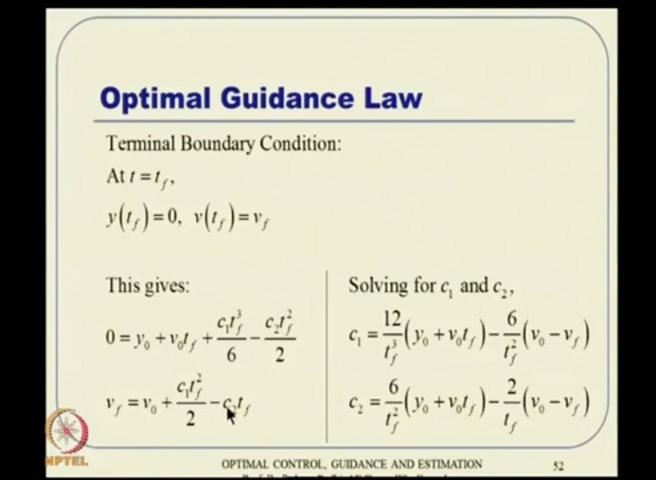 Optimal Guidance Law
Terminal Boundary Condition:
At t = t_f,
y(t_f) = 0, v(t_f) = v_f
This gives:
0 = y_0 + v_0 t_f + c_1 t_f^3 / 6 − c_2 t_f^2 / 2
v_f = v_0 + c_1 t_f^2 / 2 − c_2 t_f
Solving for c_1 and c_2,
c_1 = 12 / t_f^3 (y_0 + v_0 t_f) − 6 / t_f^2 (v_0 − v_f)
c_2 = 6 / t_f^2 (y_0 + v_0 t_f) − 2 / t_f (v_0 − v_f)
NPTEL
OPTIMAL CONTROL, GUIDANCE AND ESTIMATION
52